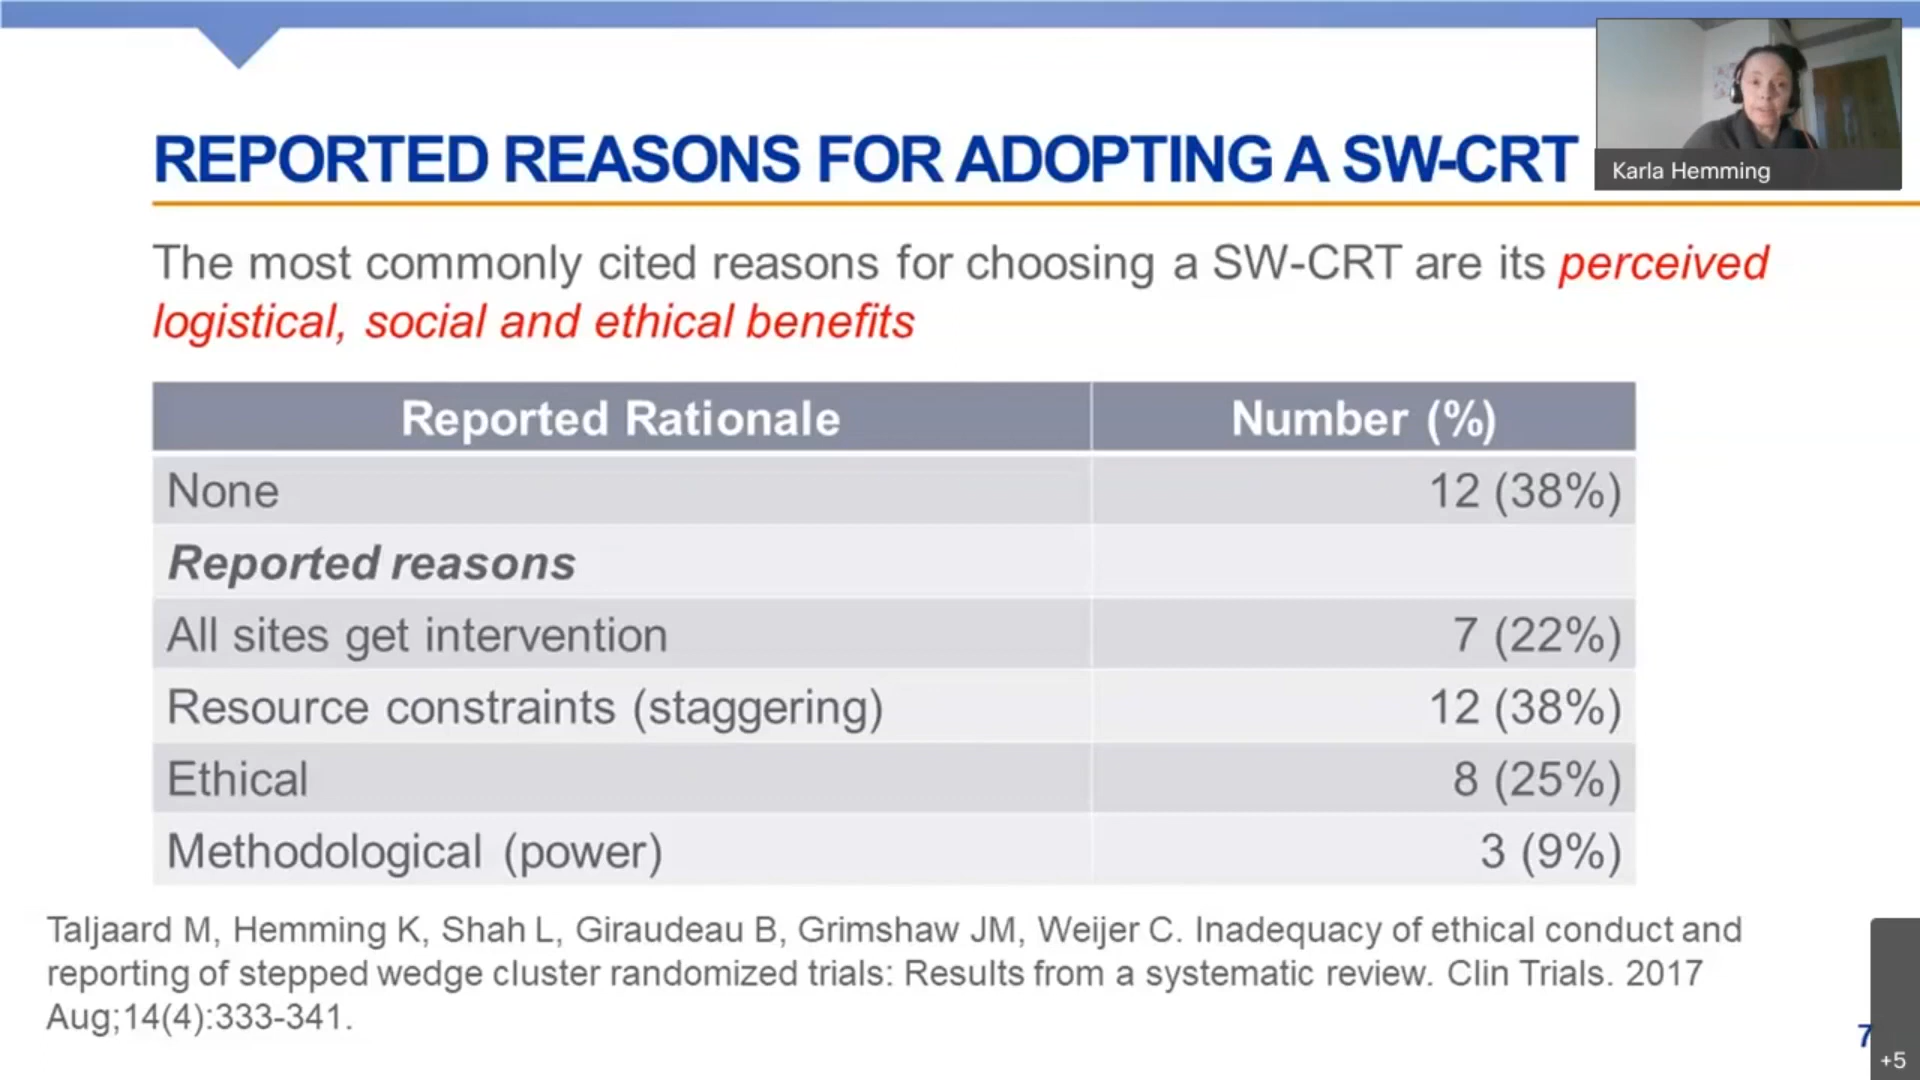 REPORTED REASONS FOR ADOPTING A SW-CRT
Karla Hemming
The most commonly cited reasons for choosing a SW-CRT are its perceived
logistical, social and ethical benefits
Reported Rationale Number (%)
None 12 (38%)
Reported reasons
All sites get intervention 7 (22%)
Resource constraints (staggering) 12 (38%)
Ethical 8 (25%)
Methodological (power) 3 (9%)
Taljaard M, Hemming K, Shah L, Giraudeau B, Grimshaw JM, Weijer C. Inadequacy of ethical conduct and
reporting of stepped wedge cluster randomized trials: Results from a systematic review. Clin Trials. 2017
Aug;14(4):333-341.
7
+5